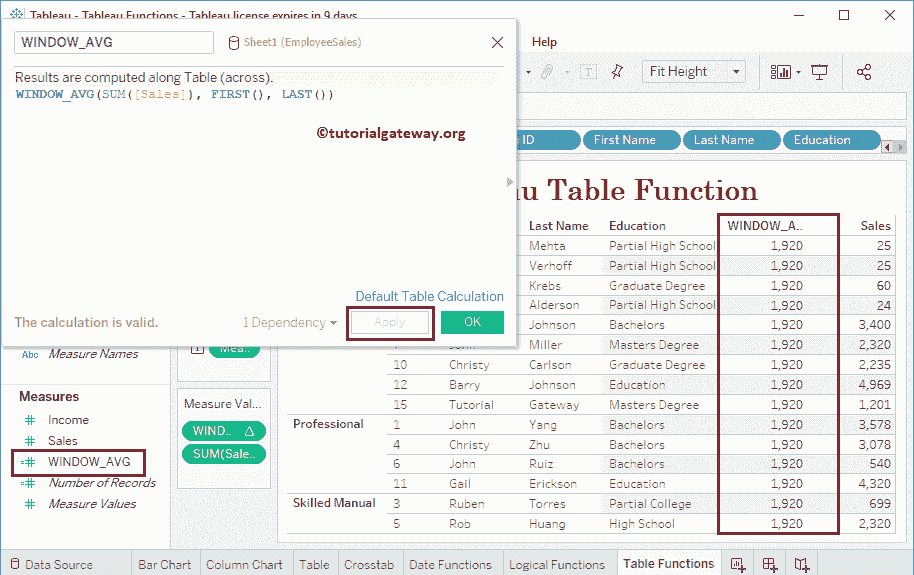 Tableau - Tableau Functions - Tableau license expires in 9 days
WINDOW_AVG
Sheet1 (EmployeeSales)
Help
Results are computed along Table (across).
WINDOW_AVG(SUM([Sales]), FIRST(), LAST())
©tutorialgateway.org
Default Table Calculation
The calculation is valid.
1 Dependency
Apply
OK
Fit Height
ID First Name Last Name Education
Table Function
Last Name Education WINDOW_A.. Sales
Mehta Partial High School 1,920 25
Verhoff Partial High School 1,920 25
Krebs Graduate Degree 1,920 60
Alderson Partial High School 1,920 24
Johnson Bachelors 1,920 3,400
Miller Masters Degree 1,920 2,320
10 Christy Carlson Graduate Degree 1,920 2,235
12 Barry Johnson Education 1,920 4,969
15 Tutorial Gateway Masters Degree 1,920 1,201
Professional 1 John Yang Bachelors 1,920 3,578
4 Christy Zhu Bachelors 1,920 3,078
6 John Ruiz Bachelors 1,920 540
11 Gail Erickson Education 1,920 4,320
Skilled Manual 3 Ruben Torres Partial College 1,920 699
5 Rob Huang High School 1,920 2,320
Abc Measure Names
Measures
Income
Sales
WINDOW_AVG
Number of Records
Measure Values
Measure Val...
WIND..
SUM(Sale..
Data Source Bar Chart Column Chart Table Crosstab Date Functions Logical Functions Table Functions